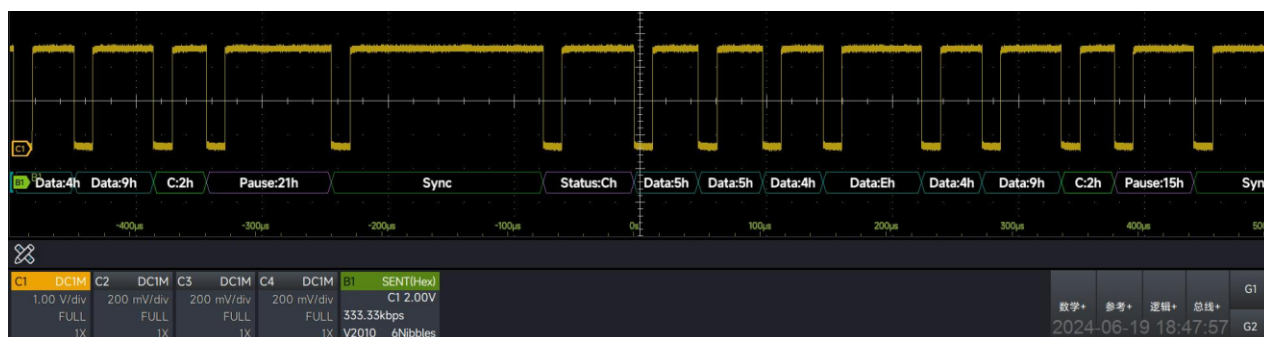 C1
B1 B1 Data:4h Data:9h C:2h Pause:21h Sync Status:Ch Data:5h Data:5h Data:4h Data:Eh Data:4h Data:9h C:2h Pause:15h Syn
-400μs -300μs -200μs -100μs 0s 100μs 200μs 300μs 400μs 50
C1 DC1M C2 DC1M C3 DC1M C4 DC1M B1 SENT(Hex)
1.00 V/div 200 mV/div 200 mV/div 200 mV/div C1 2.00V
FULL FULL FULL FULL 333.33kbps
1X 1X 1X 1X V2010 6Nibbles
数学+ 参考+ 逻辑+ 总线+ G1
2024-06-19 18:47:57 G2